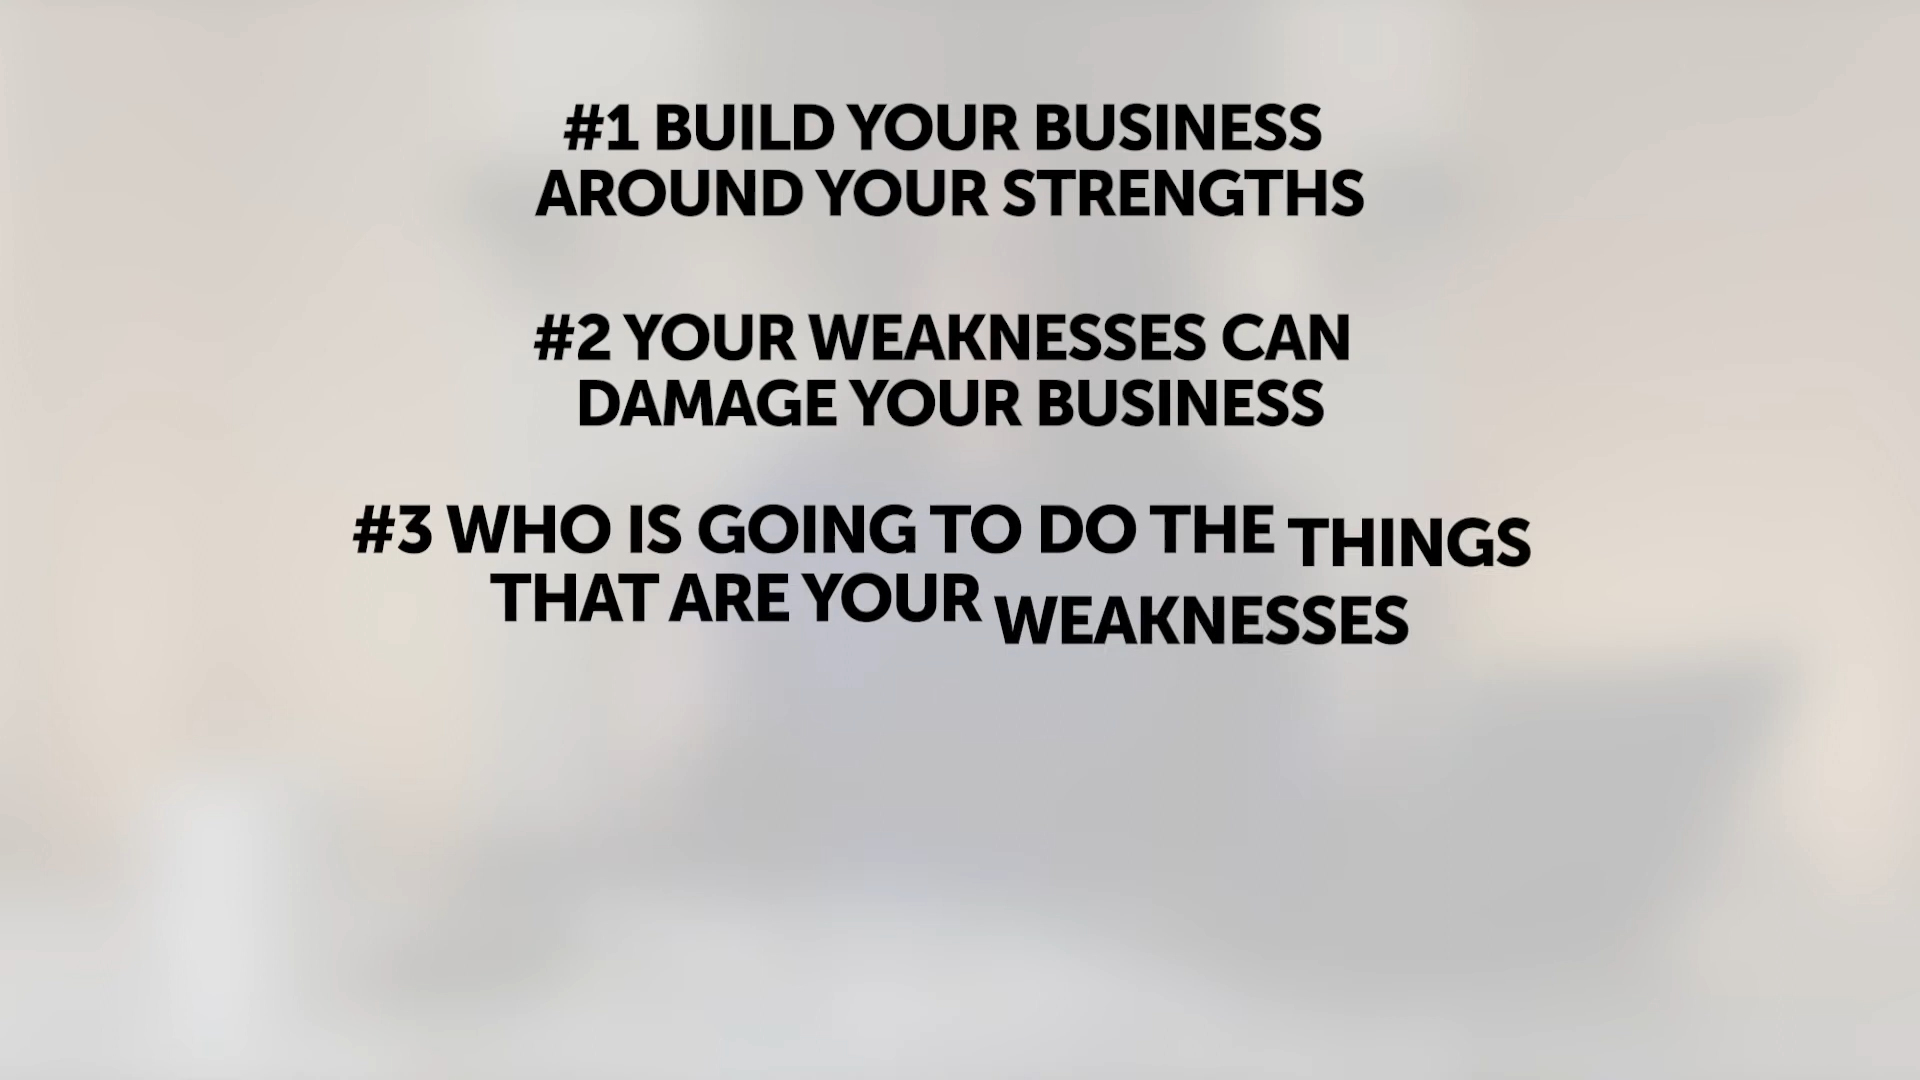 #1 BUILD YOUR BUSINESS
AROUND YOUR STRENGTHS
#2 YOUR WEAKNESSES CAN
DAMAGE YOUR BUSINESS
#3 WHO IS GOING TO DO THE THINGS
THAT ARE YOUR WEAKNESSES